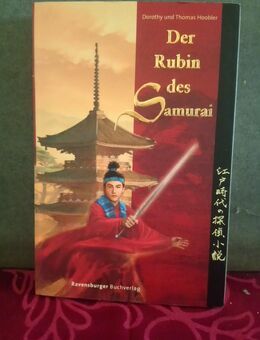 Dorothy und Thomas Hoobler
Der
Rubin
des
Samurai
江戸時代の探偵小説
Ravensburger Buchverlag